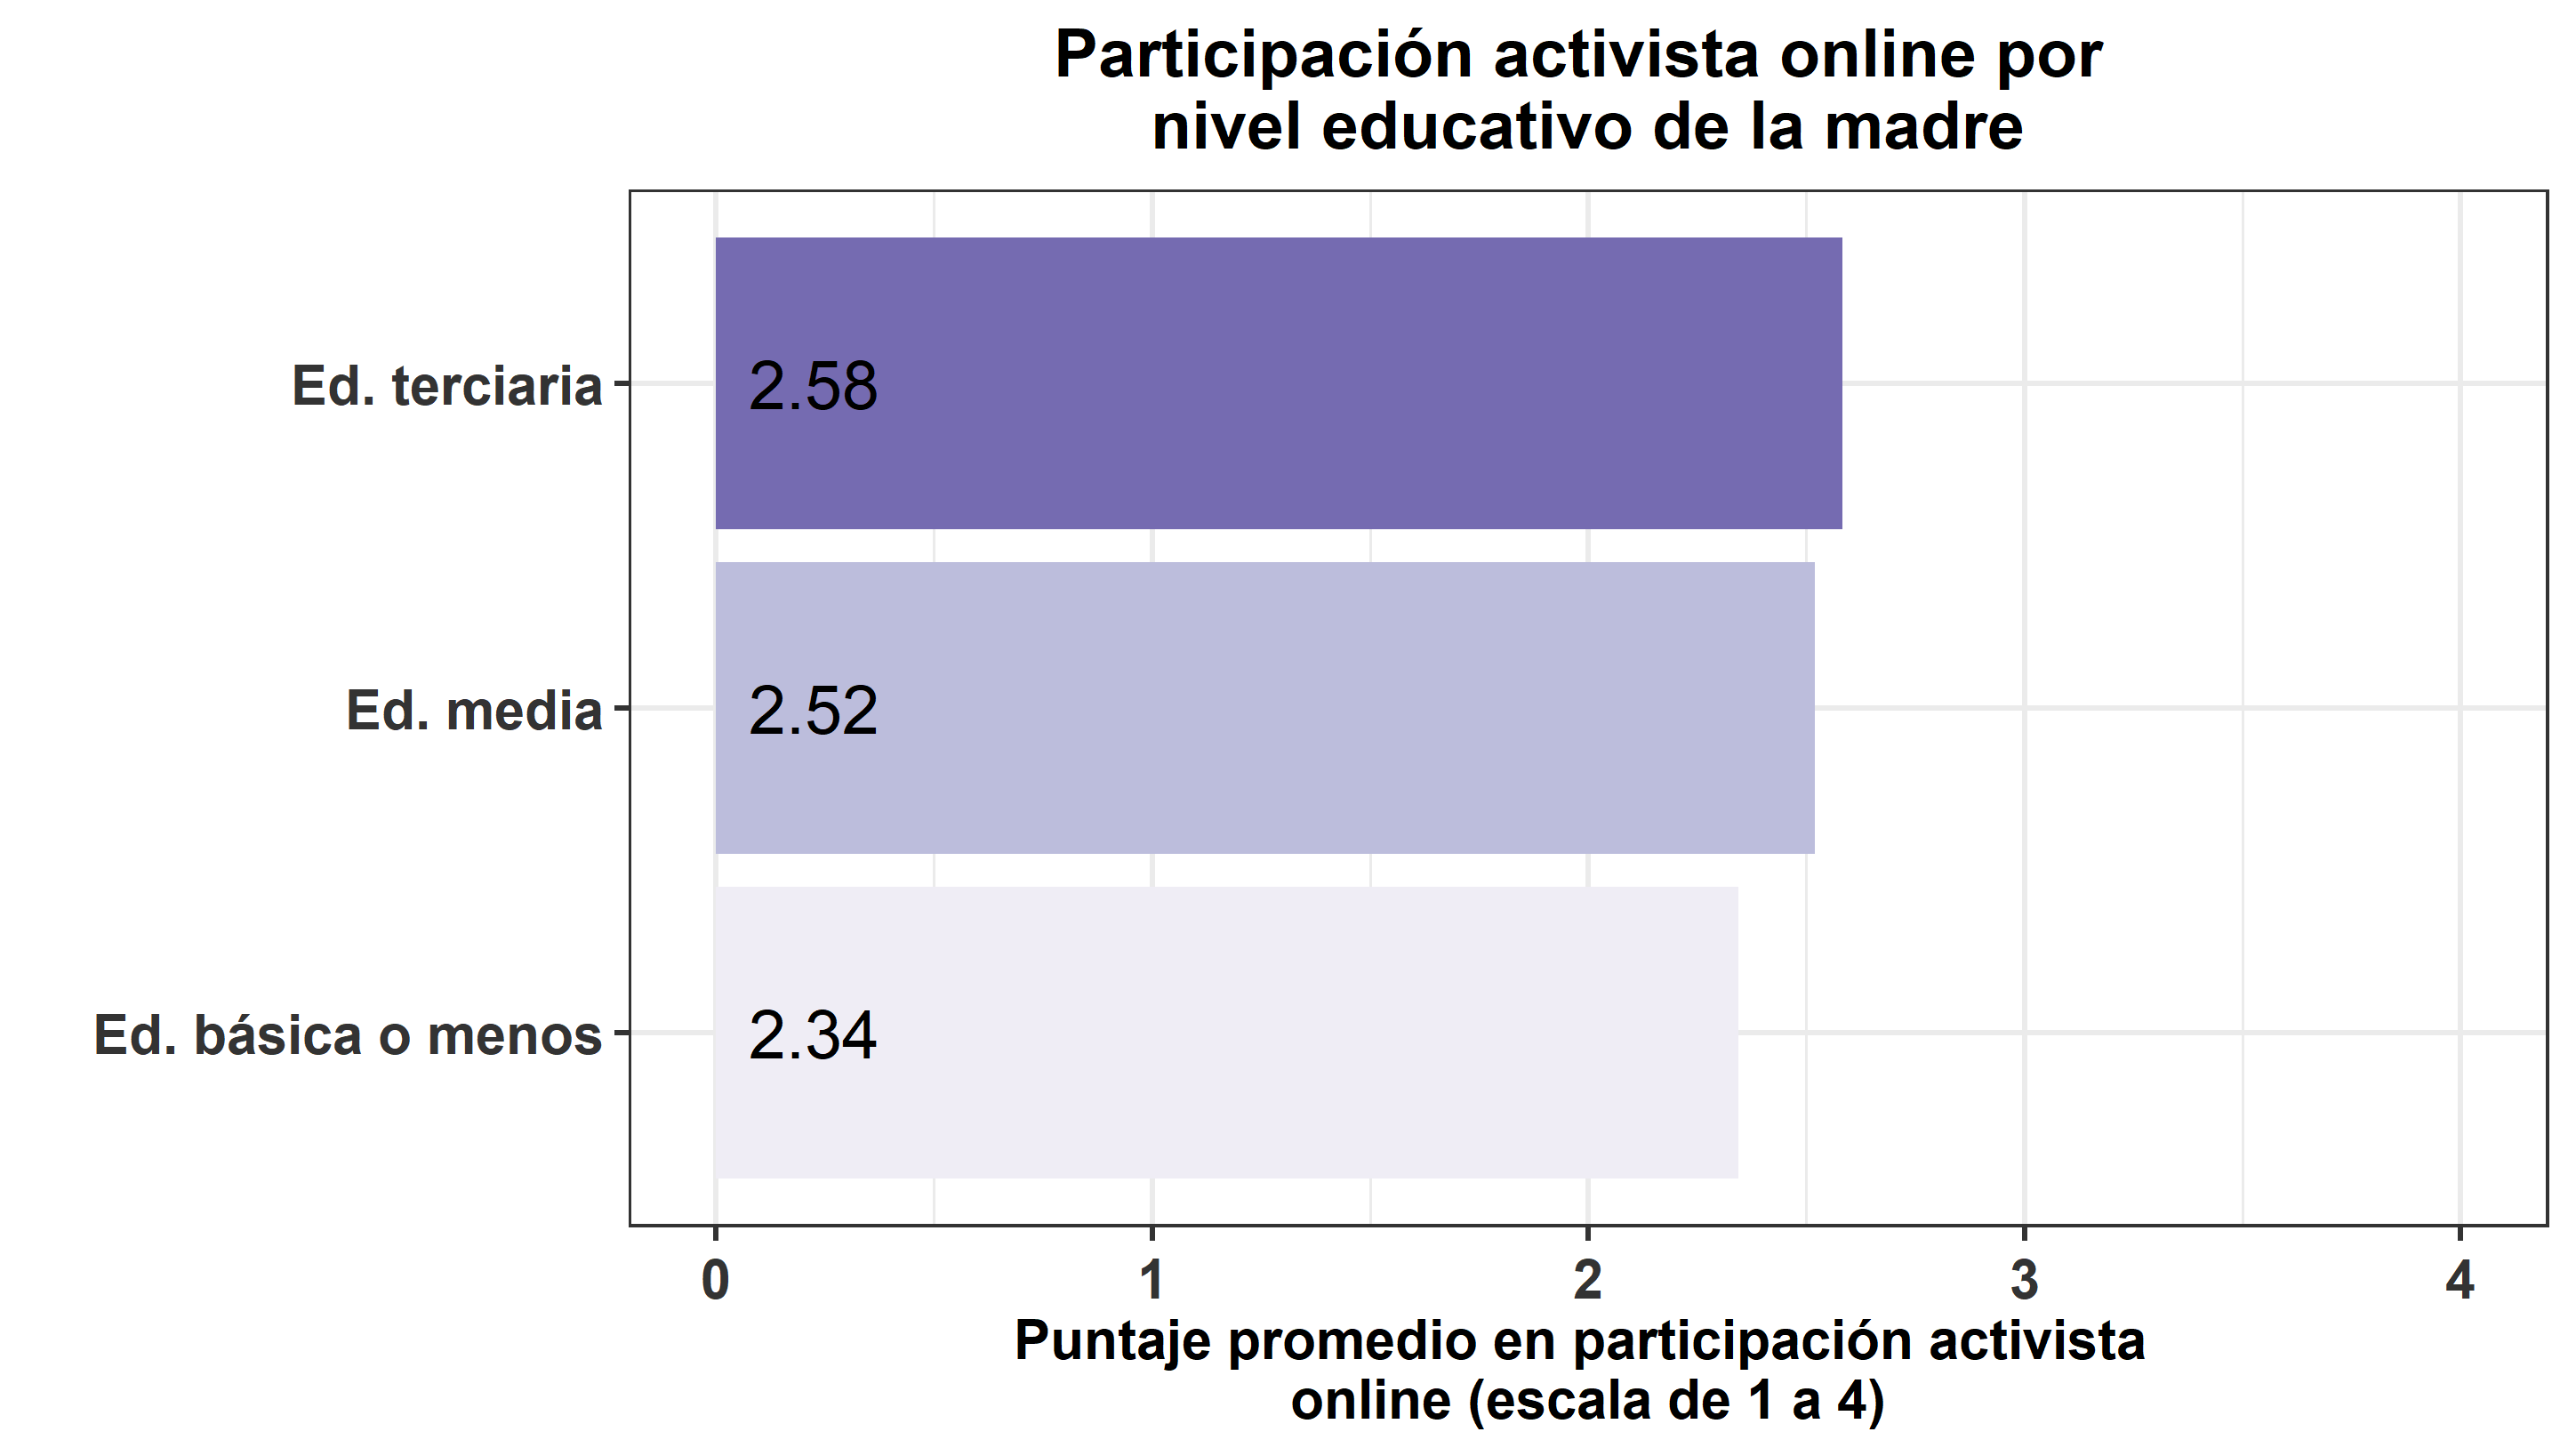 Participación activista online por
nivel educativo de la madre
Ed. terciaria
2.58
Ed. media
2.52
Ed. básica o menos
2.34
0 1 2 3 4
Puntaje promedio en participación activista
online (escala de 1 a 4)